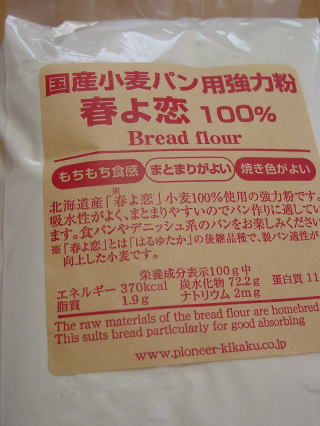 国産小麦パン用強力粉
春よ恋 100%
Bread flour
もちもち食感 まとまりがよい 焼き色がよい
北海道産『春よ恋』※小麦100%使用の強力粉です。
吸水性がよく、まとまりやすいのでパン作りに適してい
ます。食パンやデニッシュ系のパンをお楽しみください
※「春よ恋」とは「はるゆたか」の後継品種で、製パン適性が
向上した小麦です。
栄養成分表示100g中
エネルギー 370kcal 炭水化物 72.2g 蛋白質 11
脂質 1.9g ナトリウム 2mg
The raw materials of the bread flour are homebred
This suits bread particularly for good absorbing
www.pioneer-kikaku.co.jp